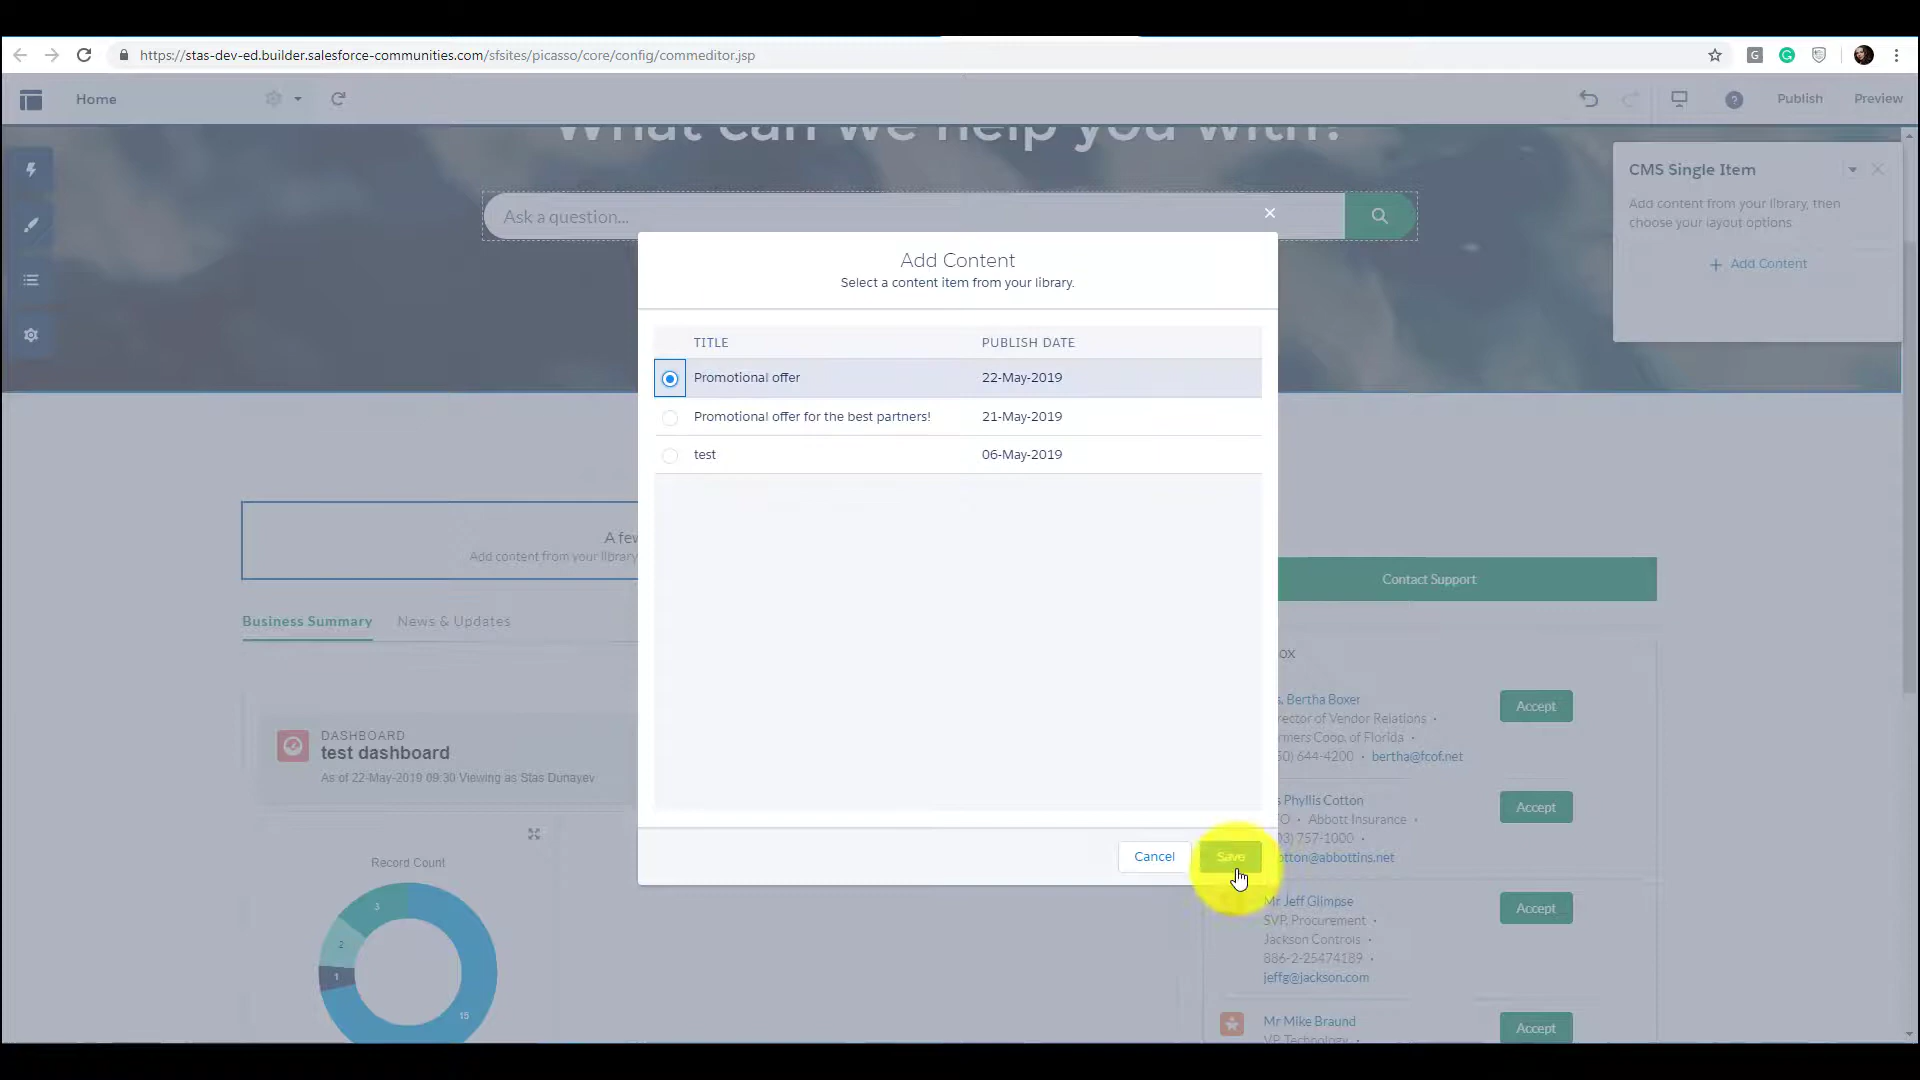 https://stas-dev-ed.builder.salesforce-communities.com/sfsites/picasso/core/config/commeditor.jsp
Home
Publish
Preview
What can we help you with?
Ask a question...
CMS Single Item
Add content from your library, then
choose your layout options
Add Content
Add Content
Select a content item from your library.
TITLE
PUBLISH DATE
Promotional offer
22-May-2019
Promotional offer for the best partners!
21-May-2019
test
06-May-2019
Cancel
Save
A few
Add content from your library
Contact Support
Business Summary
News & Updates
DASHBOARD
test dashboard
As of 22-May-2019 09:30 Viewing as Stas Dunayev
Record Count
3
2
1
15
Bertha Boxer
of Vendor Relations •
Coop. of Florida •
644-4200 • bertha@fcof.net
Accept
Phyllis Cotton
• Abbott Insurance •
757-1000 •
@abbottins.net
Accept
Mr Jeff Glimpse
SVP, Procurement •
Jackson Controls •
886-2-25474189 •
jeffg@jackson.com
Accept
Mr Mike Braund
VP, Technology •
Accept